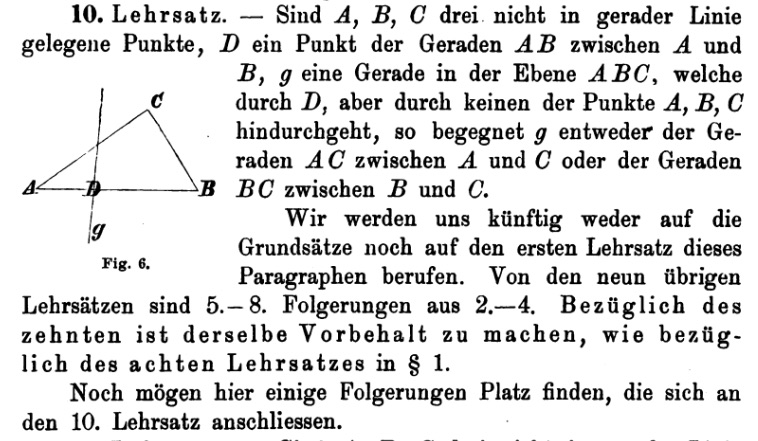 10. Lehrsatz. — Sind A, B, C drei nicht in gerader Linie
gelegene Punkte, D ein Punkt der Geraden AB zwischen A und
B, g eine Gerade in der Ebene ABC, welche
durch D, aber durch keinen der Punkte A, B, C
hindurchgeht, so begegnet g entweder der Ge-
raden AC zwischen A und C oder der Geraden
BC zwischen B und C.
C
A
D
B
g
Fig. 6.
Wir werden uns künftig weder auf die
Grundsätze noch auf den ersten Lehrsatz dieses
Paragraphen berufen. Von den neun übrigen
Lehrsätzen sind 5.–8. Folgerungen aus 2.—4. Bezüglich des
zehnten ist derselbe Vorbehalt zu machen, wie bezüg-
lich des achten Lehrsatzes in § 1.
Noch mögen hier einige Folgerungen Platz finden, die sich an
den 10. Lehrsatz anschliessen.